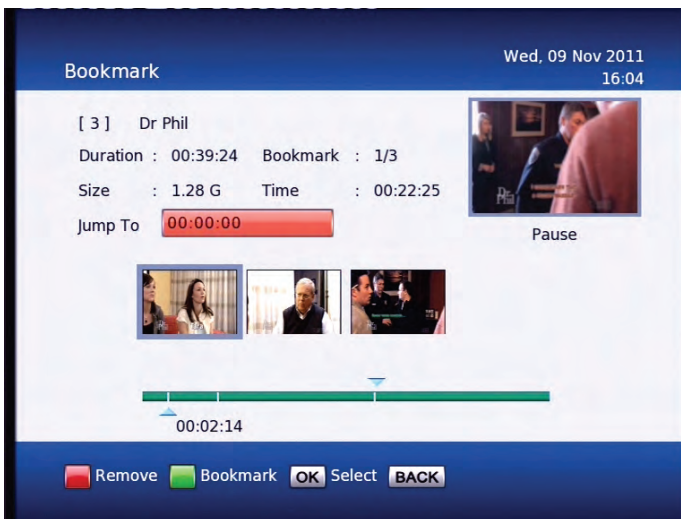 Bookmark
Wed, 09 Nov 2011
16:04
[ 3 ] Dr Phil
Duration : 00:39:24 Bookmark : 1/3
Size : 1.28 G Time : 00:22:25
Jump To 00:00:00
Dr. Phil
Pause
00:02:14
Remove Bookmark OK Select BACK